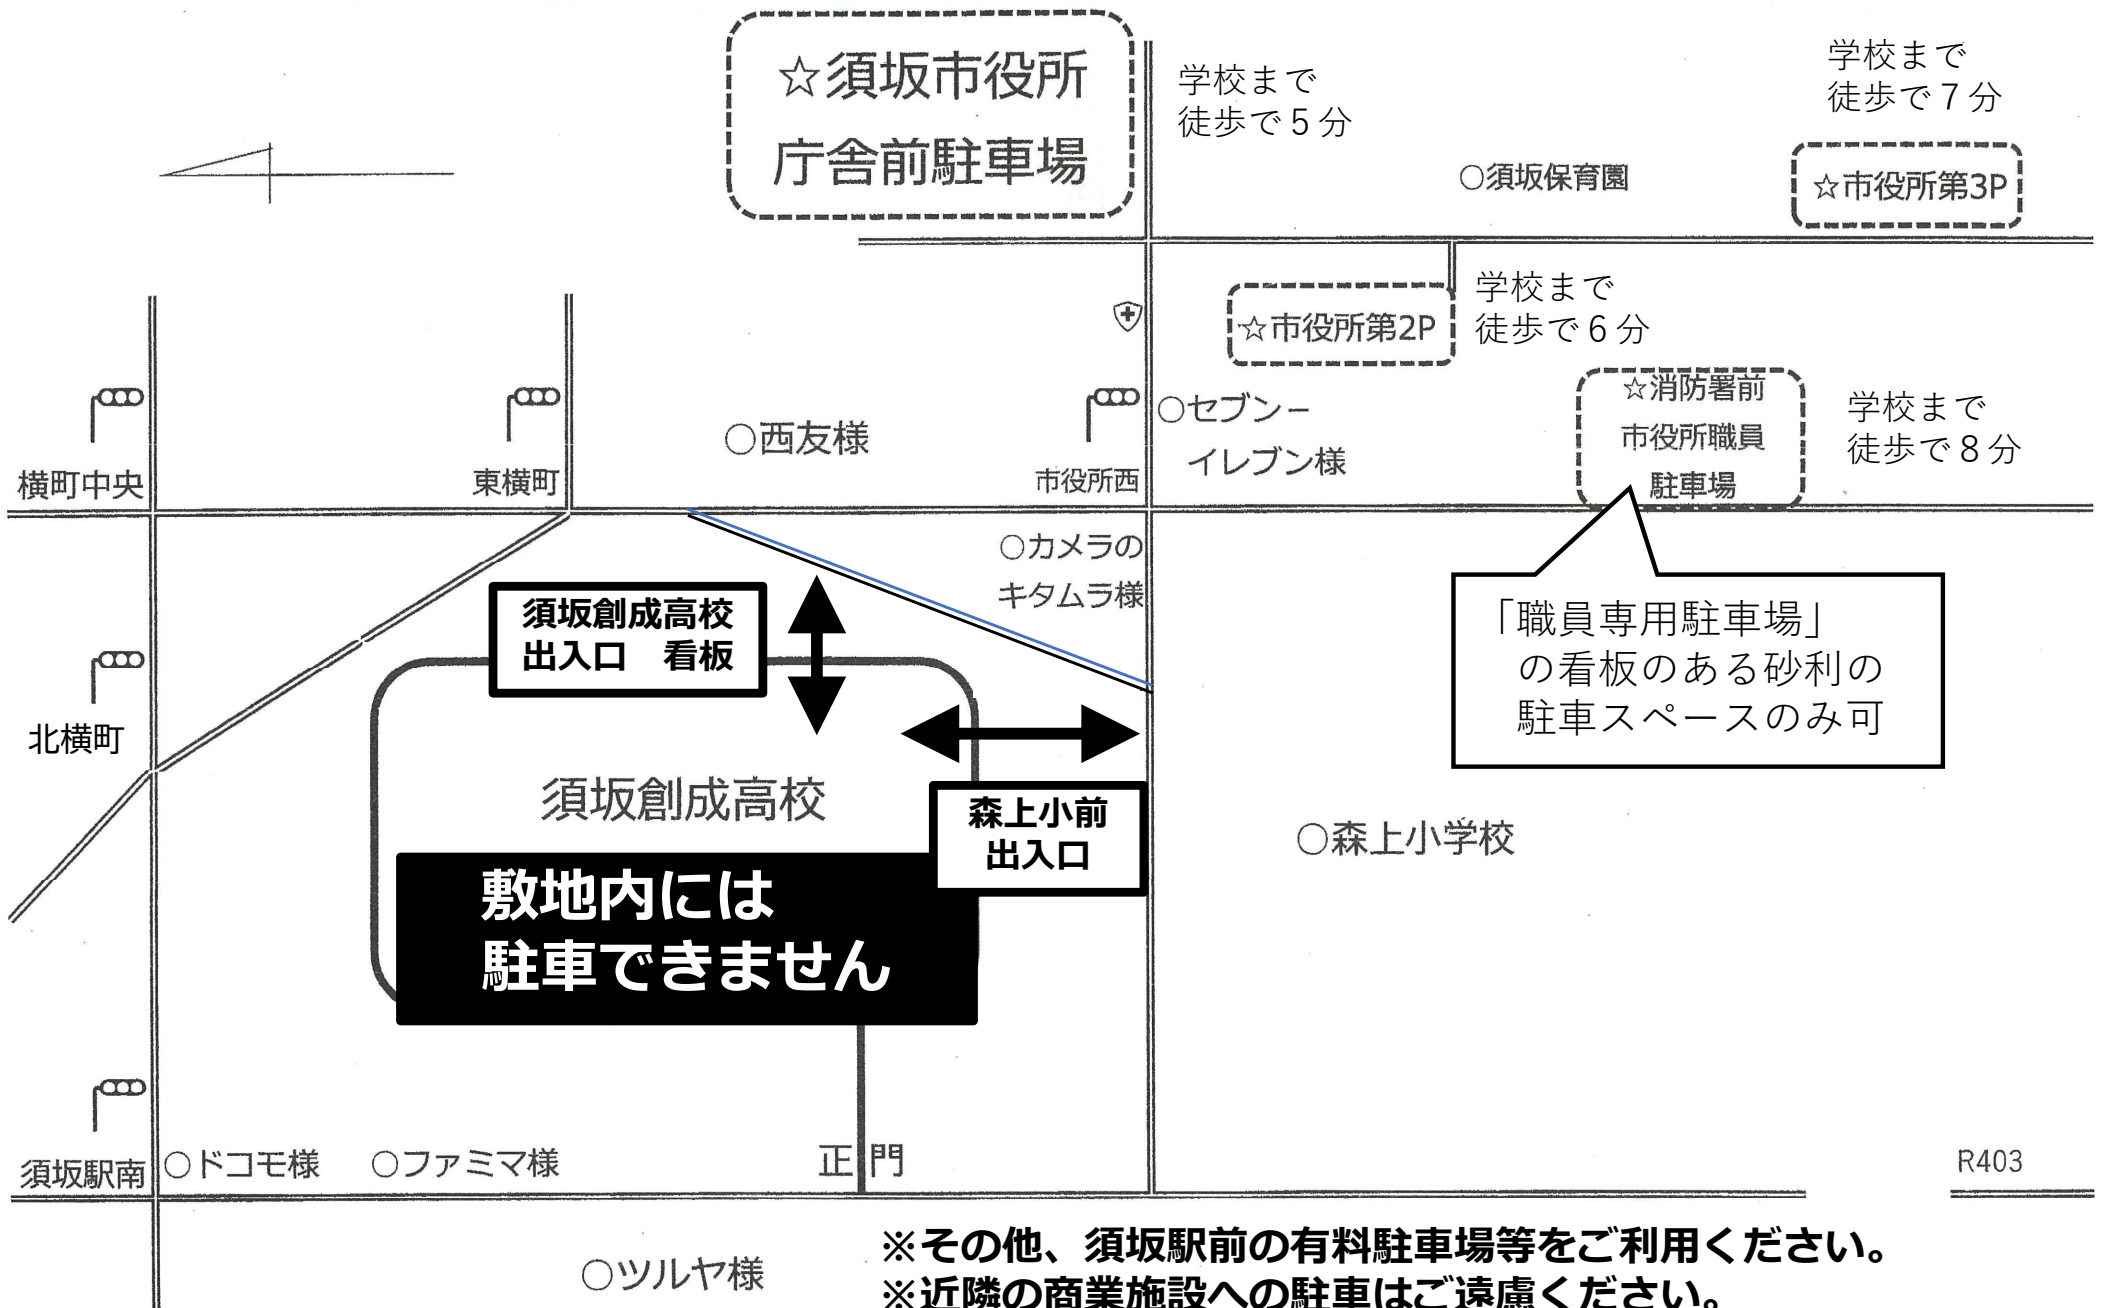 ☆須坂市役所
庁舎前駐車場
学校まで
徒歩で5分
学校まで
徒歩で7分
○須坂保育園
☆市役所第3P
☆市役所第2P
学校まで
徒歩で6分
☆消防署前
市役所職員
駐車場
学校まで
徒歩で8分
横町中央
東横町
○西友様
市役所西
○セブン－
イレブン様
○カメラの
キタムラ様
須坂創成高校
出入口　看板
「職員専用駐車場」
の看板のある砂利の
駐車スペースのみ可
北横町
須坂創成高校
森上小前
出入口
○森上小学校
敷地内には
駐車できません
須坂駅南
○ドコモ様
○ファミマ様
正門
R403
○ツルヤ様
※その他、須坂駅前の有料駐車場等をご利用ください。
※近隣の商業施設への駐車はご遠慮ください。